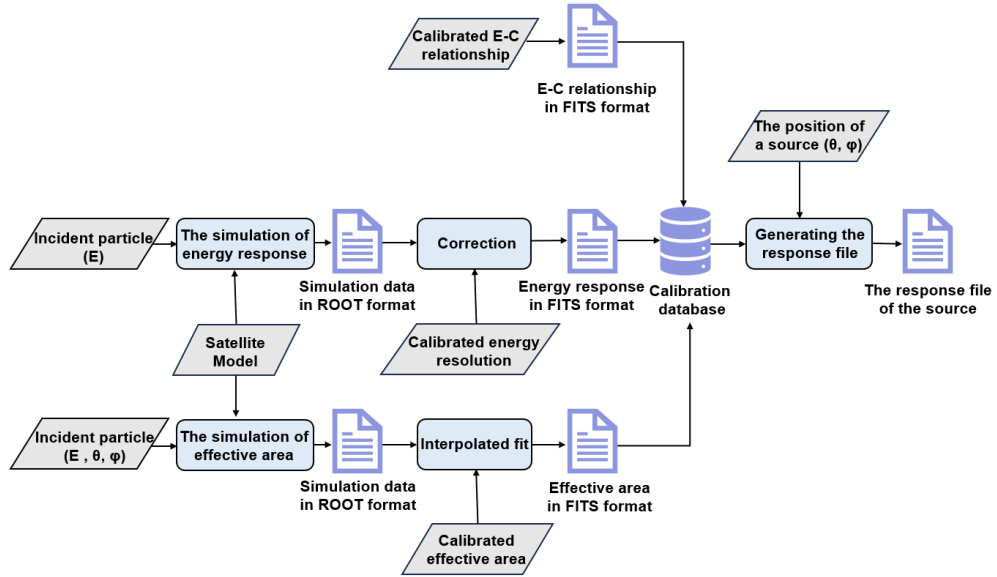 Calibrated E-C
relationship
E-C relationship
in FITS format
The position of
a source (θ, φ)
Incident particle
(E)
The simulation of
energy response
Simulation data
in ROOT format
Correction
Energy response
in FITS format
Calibration
database
Generating the
response file
The response file
of the source
Satellite
Model
Calibrated energy
resolution
Incident particle
(E , θ, φ)
The simulation of
effective area
Simulation data
in ROOT format
Interpolated fit
Effective area
in FITS format
Calibrated
effective area